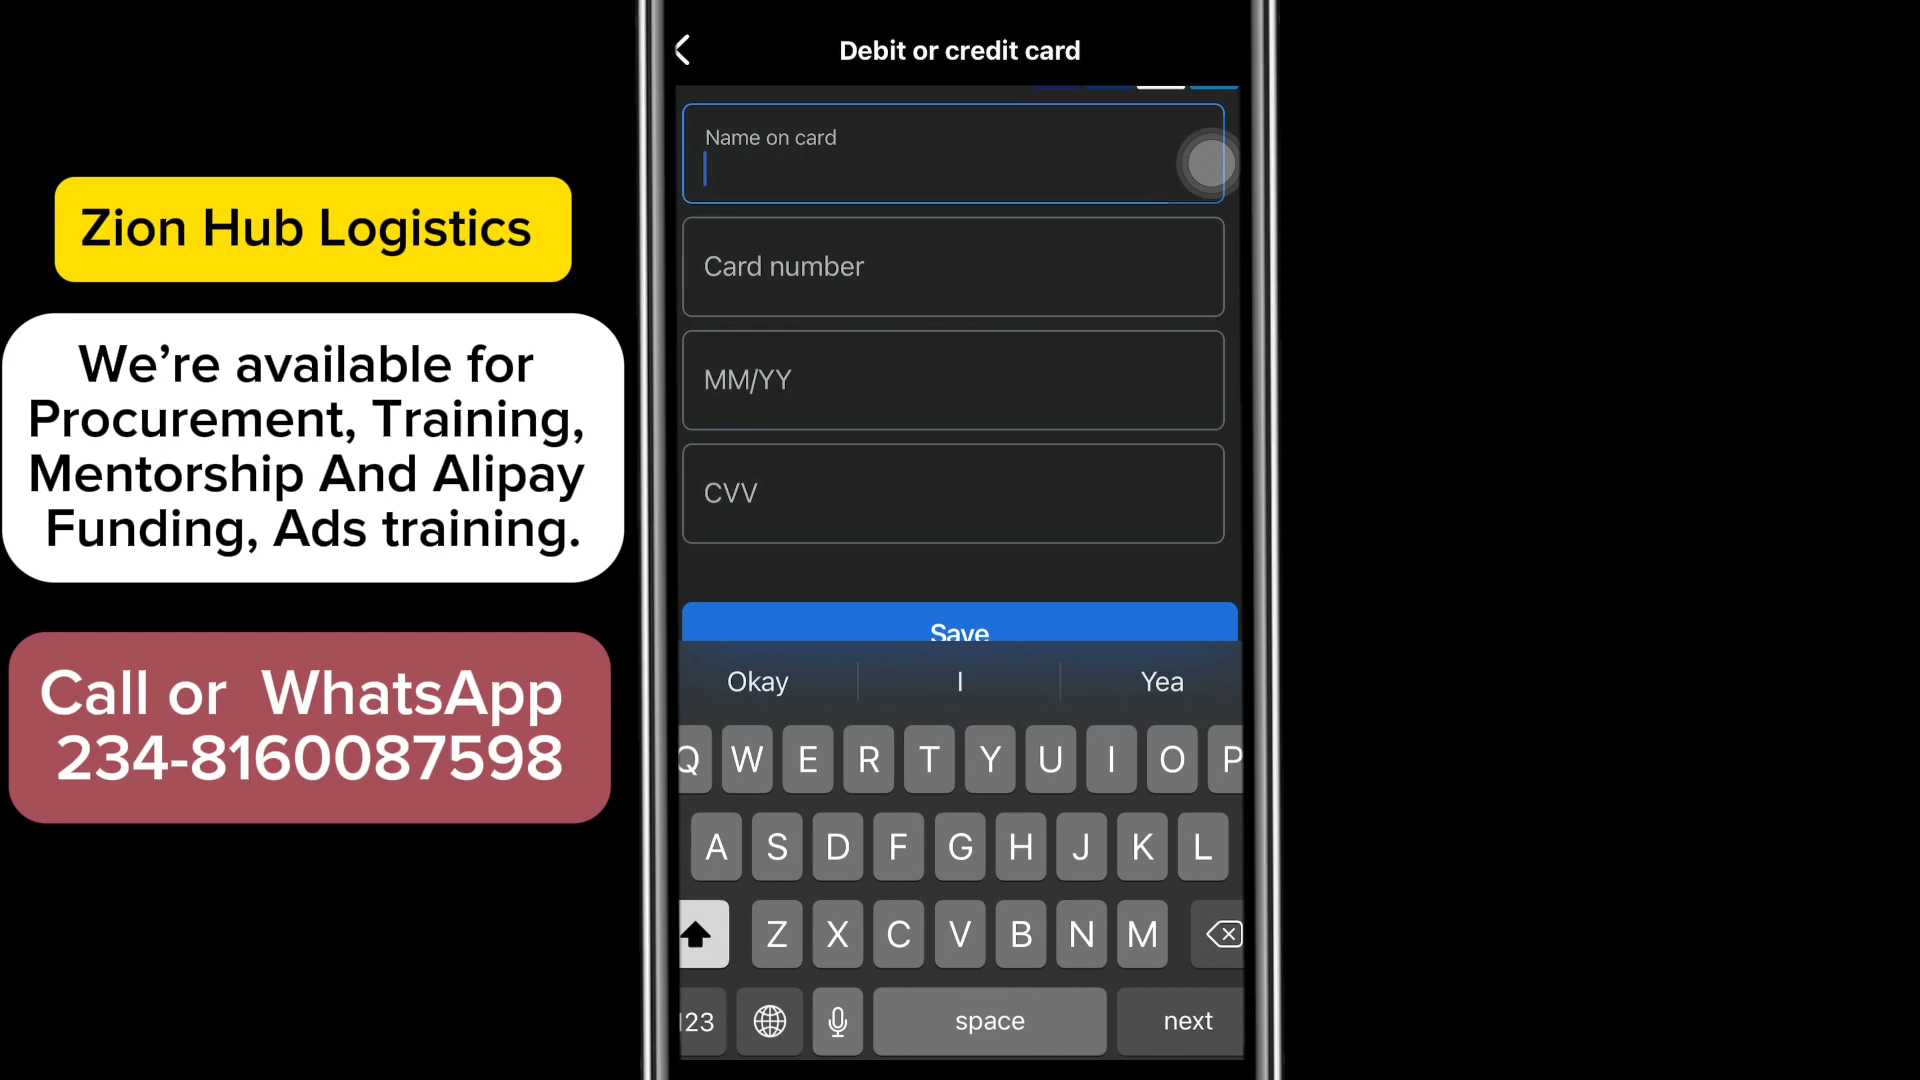 Zion Hub Logistics
We’re available for
Procurement, Training,
Mentorship And Alipay
Funding, Ads training.
Call or WhatsApp
234-8160087598
Debit or credit card
Name on card
Card number
MM/YY
CVV
Save
Okay I Yea
Q W E R T Y U I O P
A S D F G H J K L
Z X C V B N M
123 space next